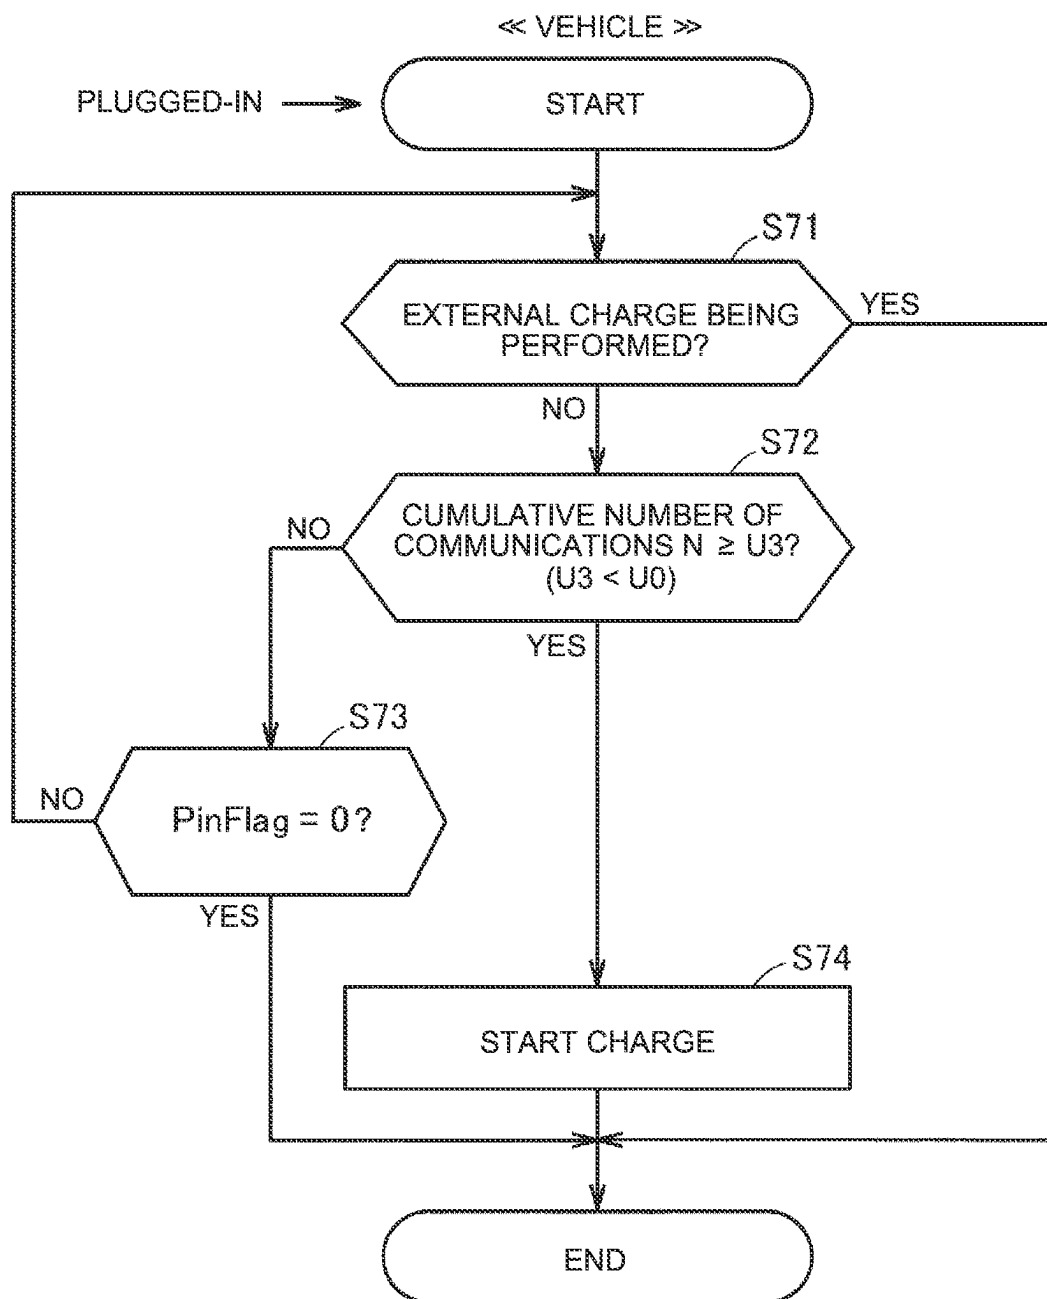 ≪ VEHICLE ≫
PLUGGED-IN
START
S71
EXTERNAL CHARGE BEING
PERFORMED?
YES
NO
S72
CUMULATIVE NUMBER OF
COMMUNICATIONS N ≥ U3?
(U3 < U0)
NO
YES
S73
PinFlag = 0?
NO
YES
S74
START CHARGE
END